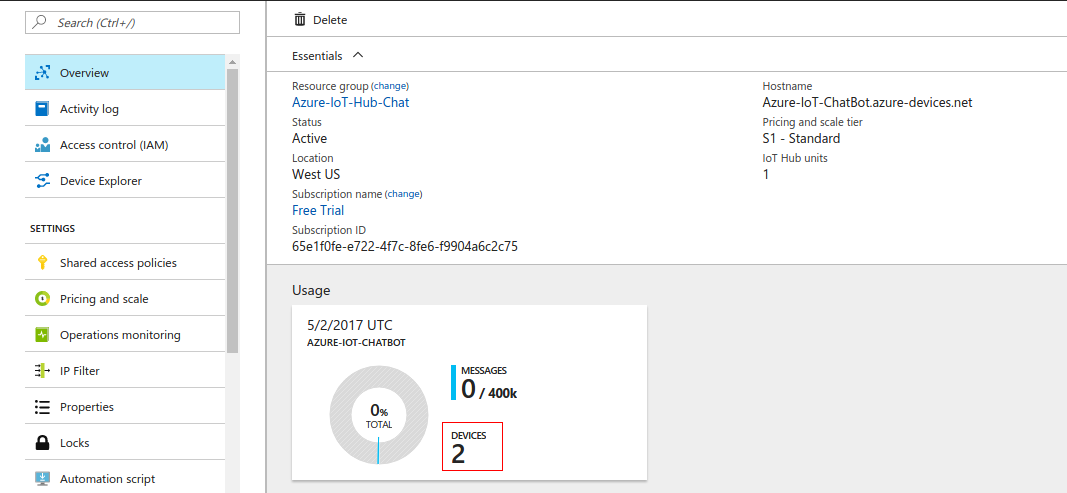 Search (Ctrl+/)
Overview
Activity log
Access control (IAM)
Device Explorer
SETTINGS
Shared access policies
Pricing and scale
Operations monitoring
IP Filter
Properties
Locks
Automation script
Delete
Essentials
Resource group (change)
Azure-IoT-Hub-Chat
Status
Active
Location
West US
Subscription name (change)
Free Trial
Subscription ID
65e1f0fe-e722-4f7c-8fe6-f9904a6c2c75
Hostname
Azure-IoT-ChatBot.azure-devices.net
Pricing and scale tier
S1 - Standard
IoT Hub units
1
Usage
5/2/2017 UTC
AZURE-IOT-CHATBOT
0%
TOTAL
MESSAGES
0 / 400k
DEVICES
2